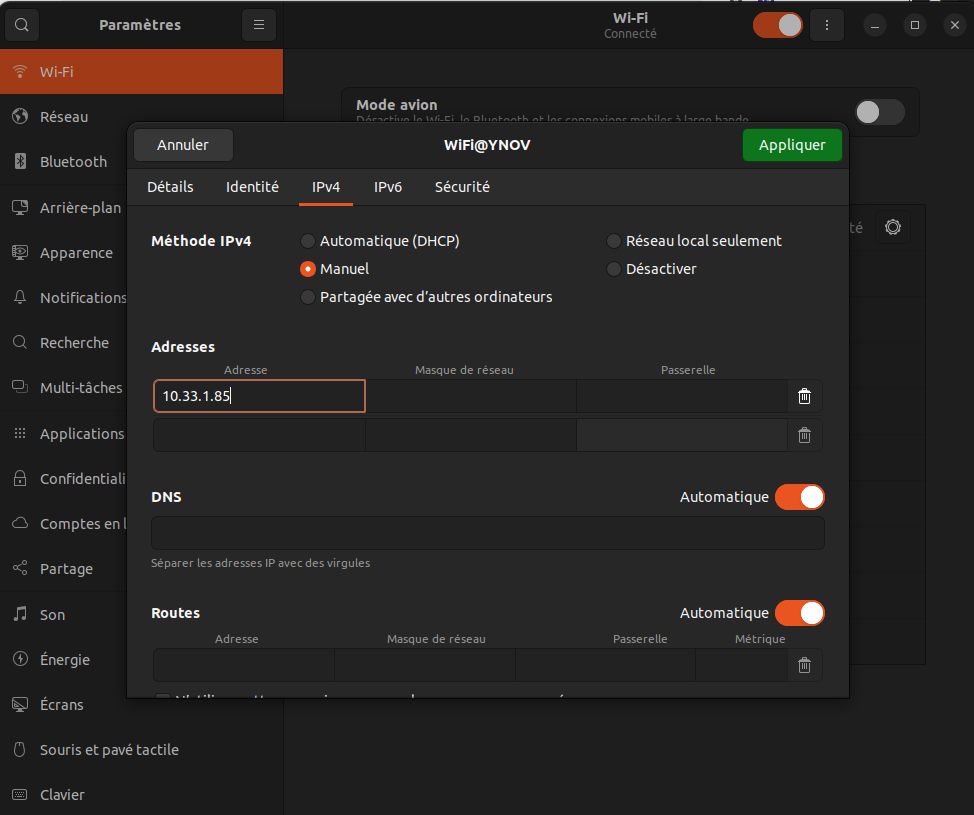 Paramètres
Wi-Fi
Connecté
Wi-Fi
Mode avion
Désactive le Wi-Fi, le Bluetooth et les connexions mobiles à large bande
Réseau
Bluetooth
Arrière-plan
Apparence
Notifications
Recherche
Multi-tâches
Applications
Confidentiali
Comptes en l
Partage
Son
Énergie
Écrans
Souris et pavé tactile
Clavier
té
Annuler
WiFi@YNOV
Appliquer
Détails Identité IPv4 IPv6 Sécurité
Méthode IPv4
Automatique (DHCP) Réseau local seulement
Manuel Désactiver
Partagée avec d’autres ordinateurs
Adresses
Adresse Masque de réseau Passerelle
10.33.1.85
DNS Automatique
Séparer les adresses IP avec des virgules
Routes Automatique
Adresse Masque de réseau Passerelle Métrique